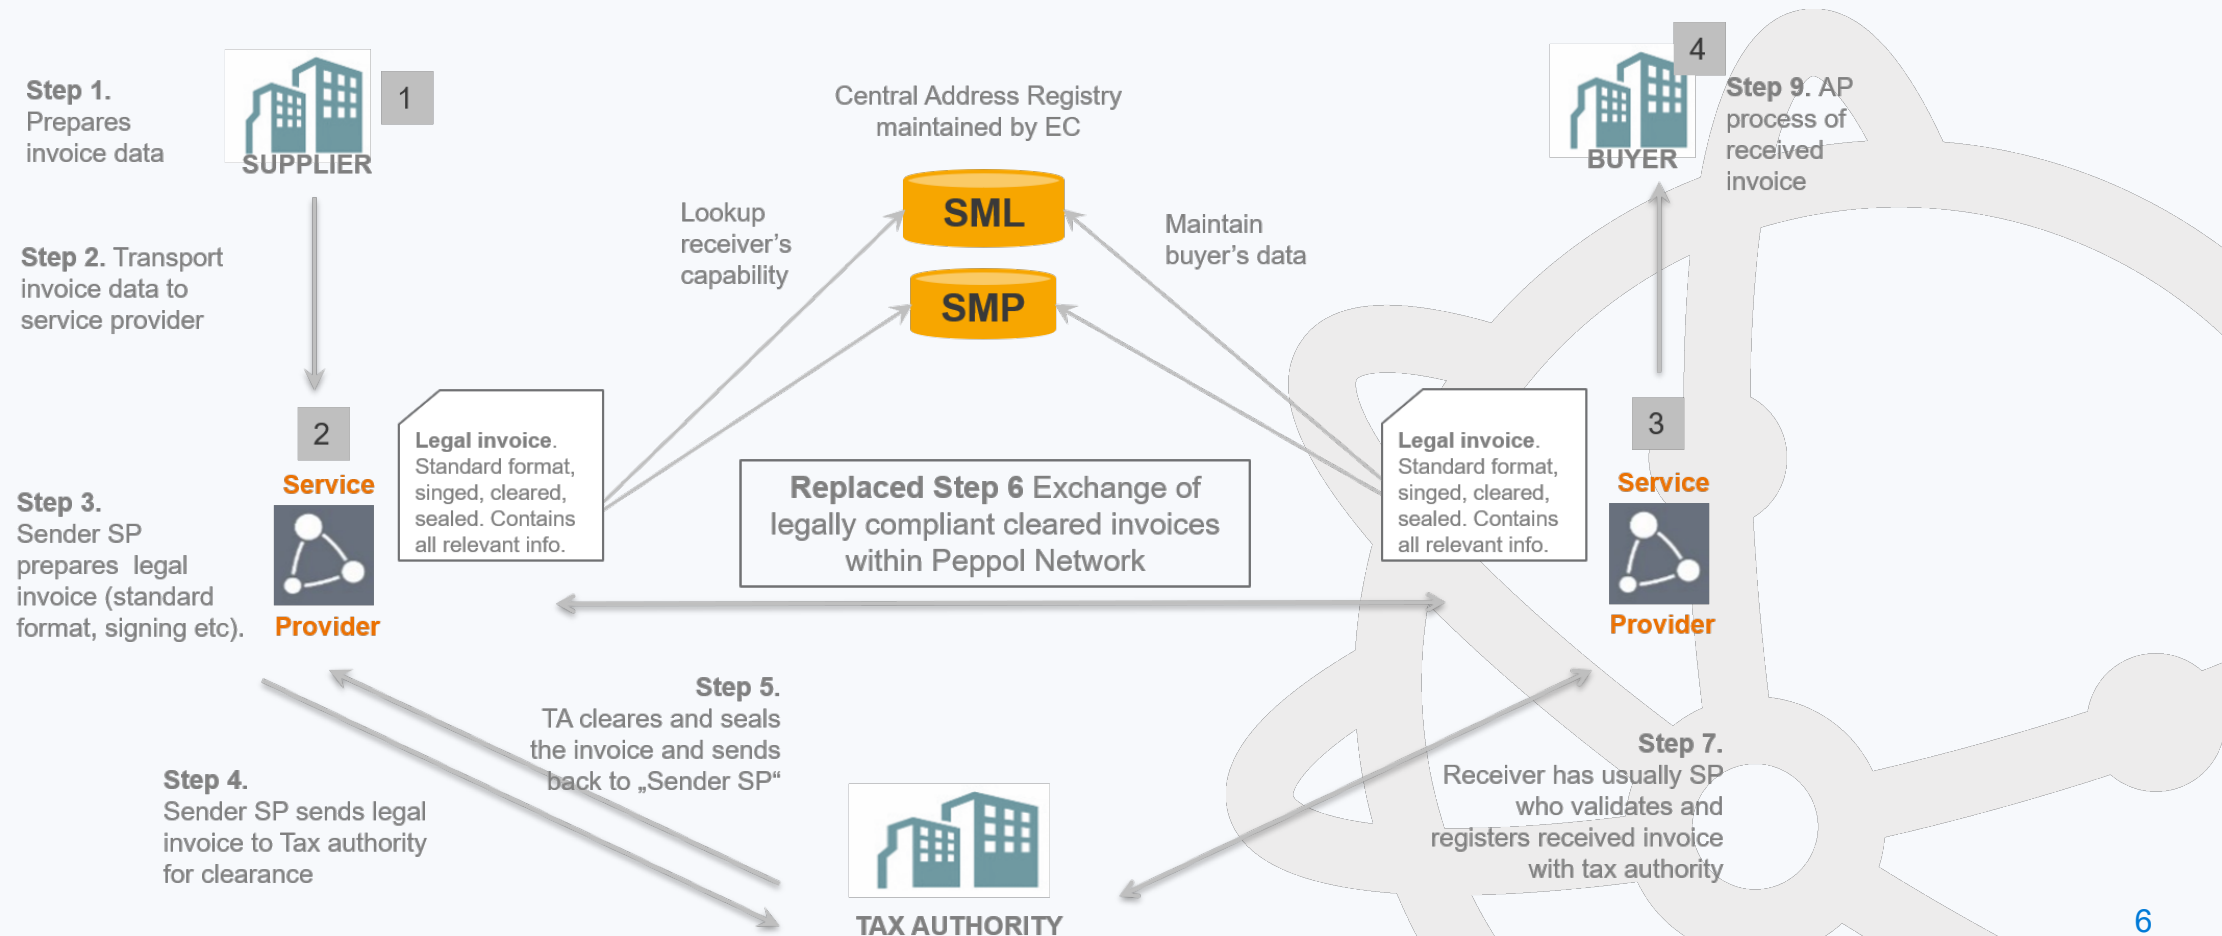 Step 1.
Prepares
invoice data
SUPPLIER
1
Central Address Registry
maintained by EC
4
BUYER
Step 9. AP
process of
received
invoice
Lookup
receiver's
capability
SML
SMP
Maintain
buyer's data
Step 2. Transport
invoice data to
service provider
2
Service
Provider
Legal invoice.
Standard format,
singed, cleared,
sealed. Contains
all relevant info.
Replaced Step 6 Exchange of
legally compliant cleared invoices
within Peppol Network
Legal invoice.
Standard format,
singed, cleared,
sealed. Contains
all relevant info.
3
Service
Provider
Step 3.
Sender SP
prepares legal
invoice (standard
format, signing etc).
Step 5.
TA cleares and seals
the invoice and sends
back to „Sender SP“
Step 4.
Sender SP sends legal
invoice to Tax authority
for clearance
TAX AUTHORITY
Step 7.
Receiver has usually SP
who validates and
registers received invoice
with tax authority
6